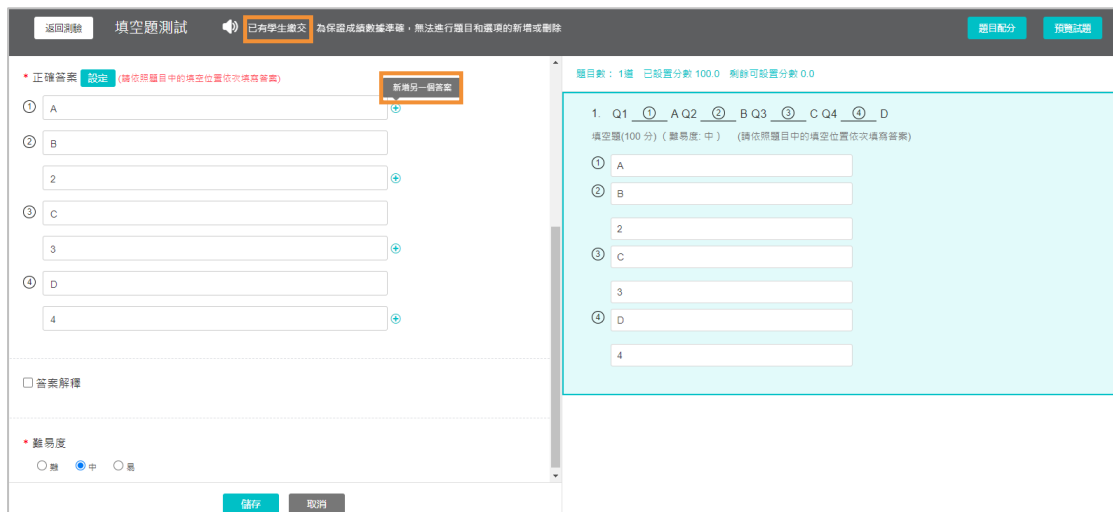 返回測驗 填空題測試 已有學生繳交 為保證成績數據準確，無法進行題目和選項的新增或刪除 題目配分 預覽試題
* 正確答案 設定 (請依照題目中的填空位置依次填寫答案)
新增另一個答案
① A
② B
2
③ C
3
④ D
4
答案解釋
* 難易度
難 中 易
儲存 取消
題目數： 1道 已設置分數 100.0 剩餘可設置分數 0.0
1. Q1 ① A Q2 ② B Q3 ③ C Q4 ④ D
填空題(100 分) ( 難易度: 中 ) (請依照題目中的填空位置依次填寫答案)
① A
② B
2
③ C
3
④ D
4